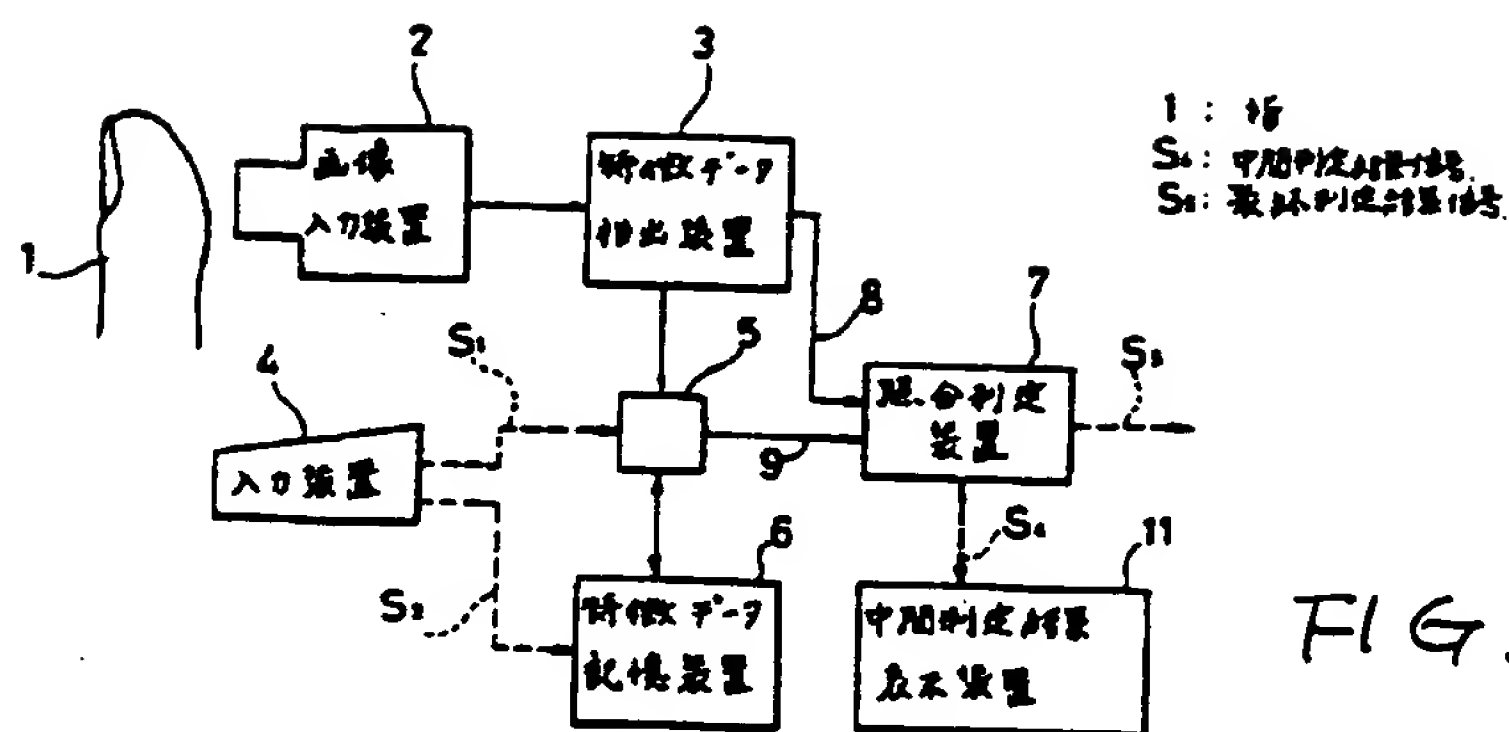 2
3
1 : 指
S₄ : 中間判定結果信号.
S₃ : 最終判定結果信号.
画像
入力装置
特徴データ
抽出装置
1
8
7
S₁
5
S₃
4
照合判定
装置
9
入力装置
S₄
6
11
S₂
特徴データ
記憶装置
中間判定結果
表示装置
FIG.